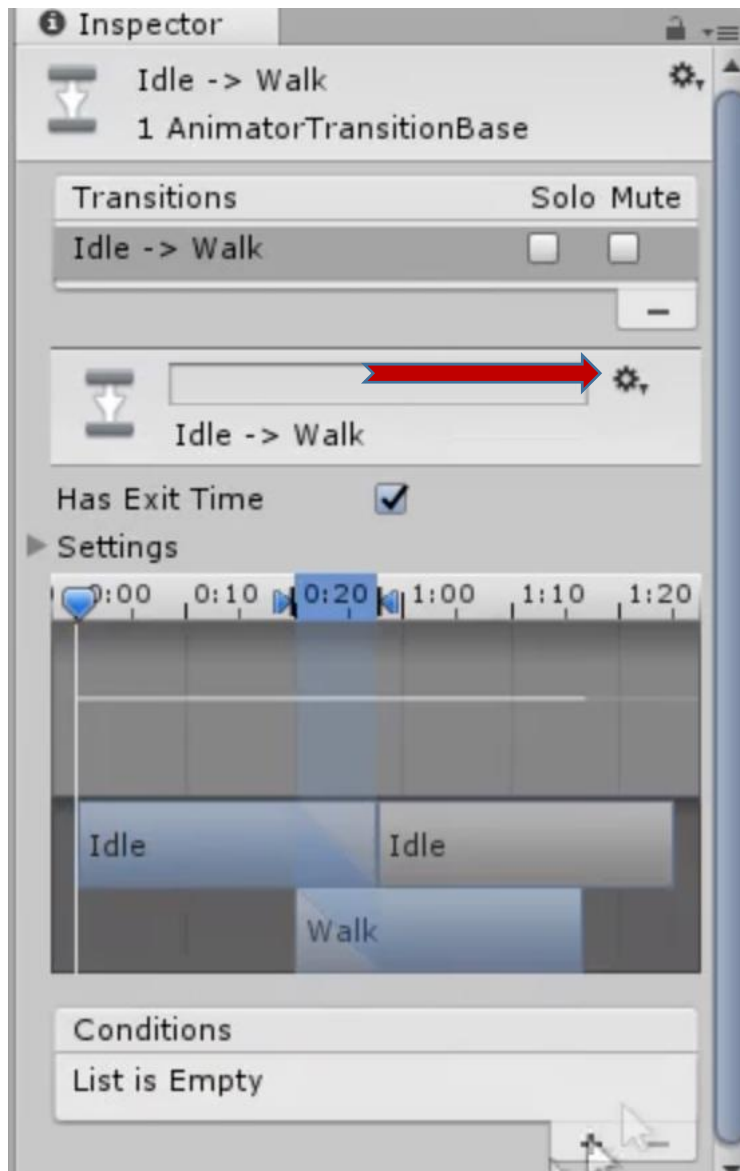 Inspector
Idle -> Walk
1 AnimatorTransitionBase
Transitions Solo Mute
Idle -> Walk
Idle -> Walk
Has Exit Time
Settings
0:00 0:10 0:20 1:00 1:10 1:20
Idle Idle
Walk
Conditions
List is Empty